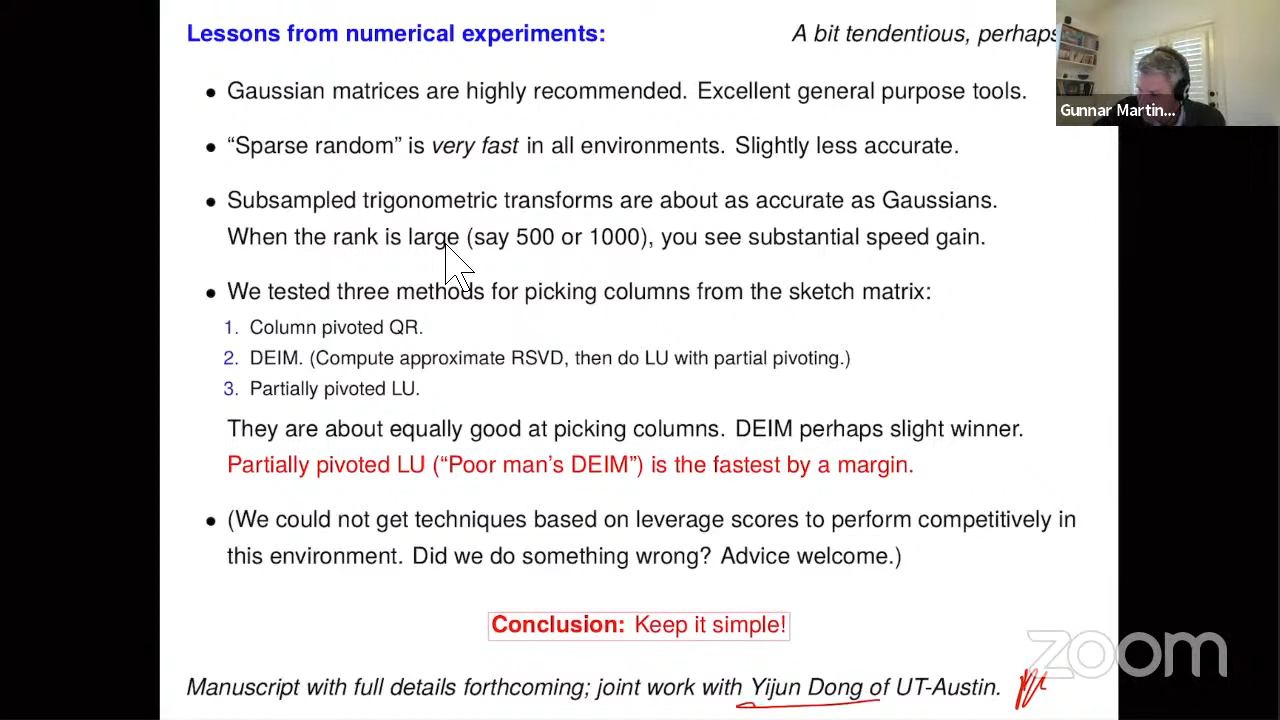 Lessons from numerical experiments:
A bit tendentious, perhaps
Gunnar Martin...
• Gaussian matrices are highly recommended. Excellent general purpose tools.
• “Sparse random” is very fast in all environments. Slightly less accurate.
• Subsampled trigonometric transforms are about as accurate as Gaussians.
When the rank is large (say 500 or 1000), you see substantial speed gain.
• We tested three methods for picking columns from the sketch matrix:
1. Column pivoted QR.
2. DEIM. (Compute approximate RSVD, then do LU with partial pivoting.)
3. Partially pivoted LU.
They are about equally good at picking columns. DEIM perhaps slight winner.
Partially pivoted LU (“Poor man’s DEIM”) is the fastest by a margin.
• (We could not get techniques based on leverage scores to perform competitively in
this environment. Did we do something wrong? Advice welcome.)
Conclusion: Keep it simple!
zoom
Manuscript with full details forthcoming; joint work with Yijun Dong of UT-Austin.